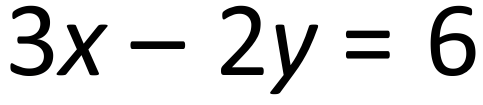 3x − 2y = 6